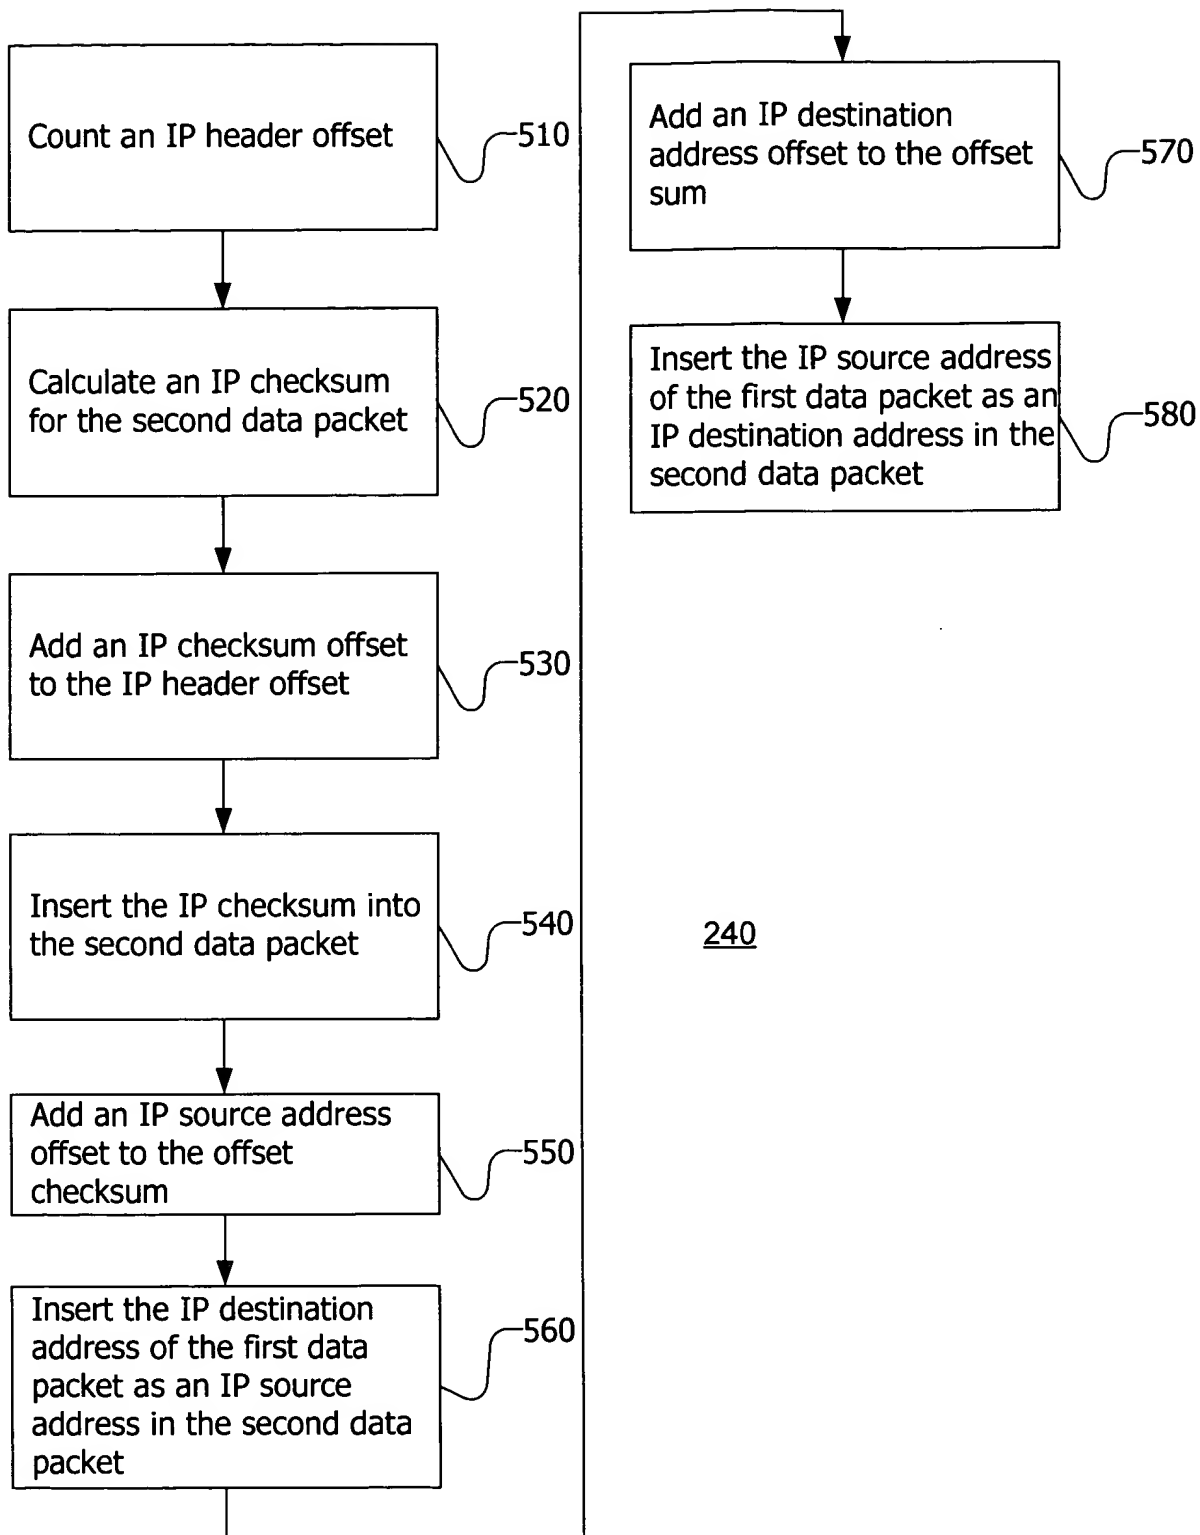 Count an IP header offset
510
Calculate an IP checksum
for the second data packet
520
Add an IP checksum offset
to the IP header offset
530
Insert the IP checksum into
the second data packet
540
Add an IP source address
offset to the offset
checksum
550
Insert the IP destination
address of the first data
packet as an IP source
address in the second data
packet
560
Add an IP destination
address offset to the offset
sum
570
Insert the IP source address
of the first data packet as an
IP destination address in the
second data packet
580
240